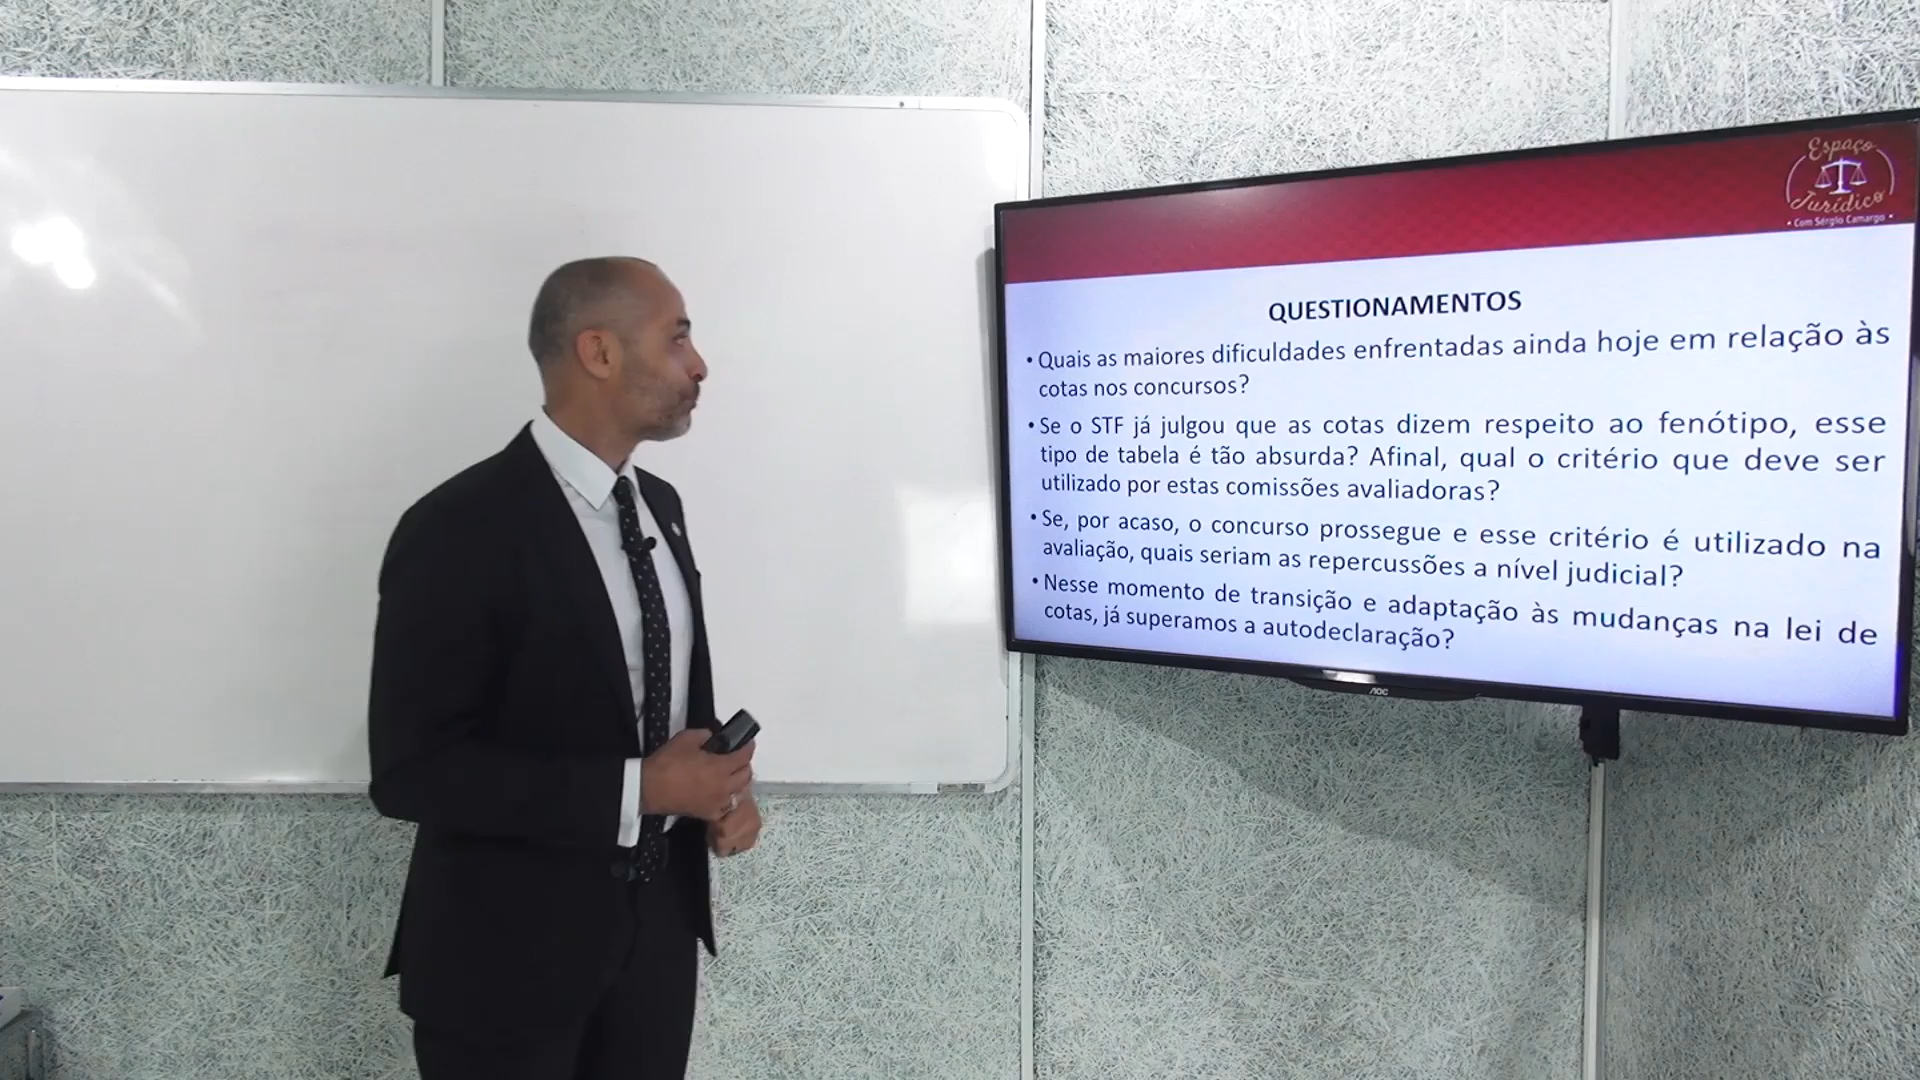 Espaço
Jurídico
• Com Sérgio Camargo •
QUESTIONAMENTOS
• Quais as maiores dificuldades enfrentadas ainda hoje em relação às
cotas nos concursos?
• Se o STF já julgou que as cotas dizem respeito ao fenótipo, esse
tipo de tabela é tão absurda? Afinal, qual o critério que deve ser
utilizado por estas comissões avaliadoras?
• Se, por acaso, o concurso prossegue e esse critério é utilizado na
avaliação, quais seriam as repercussões a nível judicial?
• Nesse momento de transição e adaptação às mudanças na lei de
cotas, já superamos a autodeclaração?
AOC